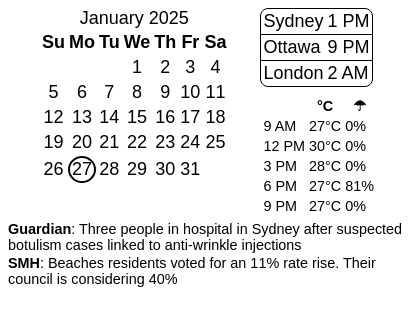 January 2025
Su Mo Tu We Th Fr Sa
1 2 3 4
5 6 7 8 9 10 11
12 13 14 15 16 17 18
19 20 21 22 23 24 25
26 27 28 29 30 31
Sydney 1 PM
Ottawa 9 PM
London 2 AM
°C ☂
9 AM 27°C 0%
12 PM 30°C 0%
3 PM 28°C 0%
6 PM 27°C 81%
9 PM 27°C 0%
Guardian: Three people in hospital in Sydney after suspected
botulism cases linked to anti-wrinkle injections
SMH: Beaches residents voted for an 11% rate rise. Their
council is considering 40%